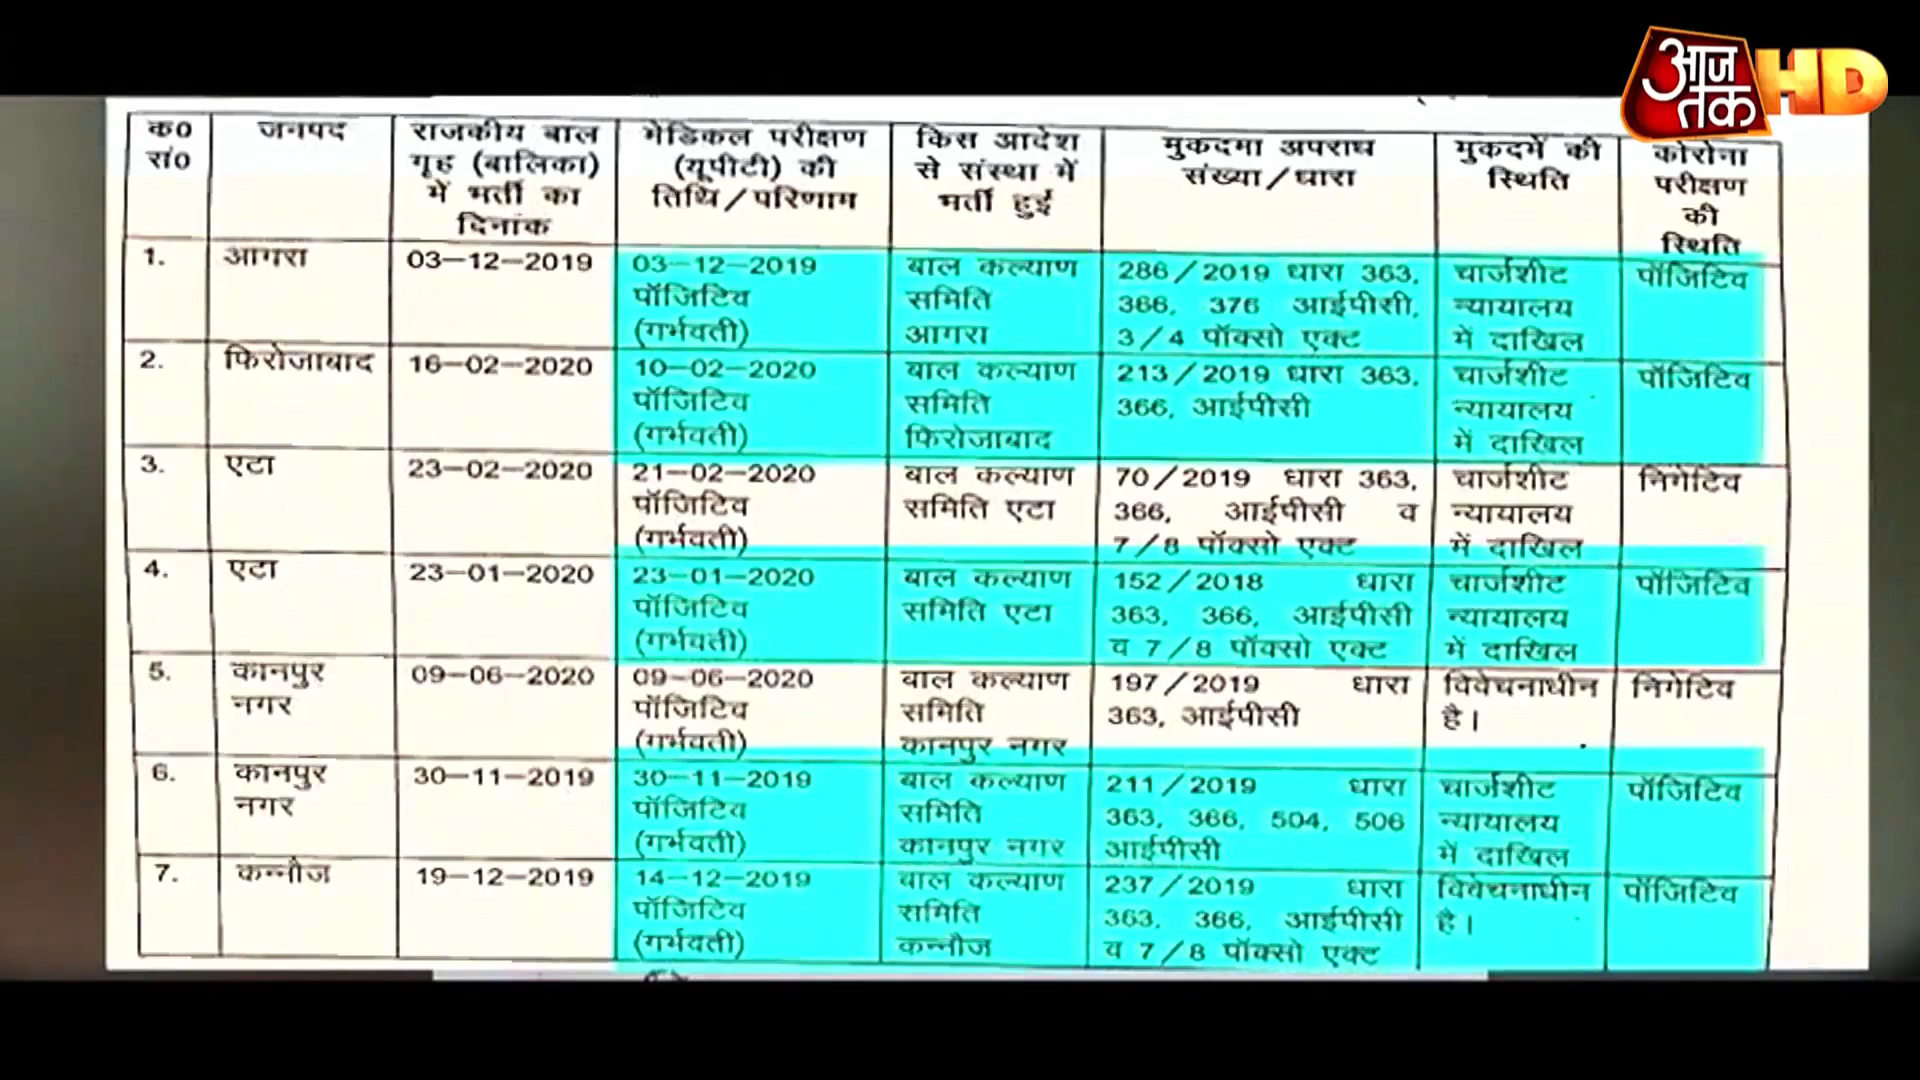 आज तक HD
क0 सं0 | जनपद | राजकीय बाल गृह (बालिका) में भर्ती का दिनांक | मेडिकल परीक्षण (यूपीटी) की तिथि/परिणाम | किस आदेश से संस्था में भर्ती हुई | मुकदमा अपराध संख्या/धारा | मुकदमें की स्थिति | कोरोना परीक्षण की स्थिति
1. | आगरा | 03-12-2019 | 03-12-2019 पॉजिटिव (गर्भवती) | बाल कल्याण समिति आगरा | 286/2019 धारा 363, 366, 376 आईपीसी, 3/4 पॉक्सो एक्ट | चार्जशीट न्यायालय में दाखिल | पॉजिटिव
2. | फिरोजाबाद | 16-02-2020 | 10-02-2020 पॉजिटिव (गर्भवती) | बाल कल्याण समिति फिरोजाबाद | 213/2019 धारा 363, 366, आईपीसी | चार्जशीट न्यायालय में दाखिल | पॉजिटिव
3. | एटा | 23-02-2020 | 21-02-2020 पॉजिटिव (गर्भवती) | बाल कल्याण समिति एटा | 70/2019 धारा 363, 366, आईपीसी व 7/8 पॉक्सो एक्ट | चार्जशीट न्यायालय में दाखिल | निगेटिव
4. | एटा | 23-01-2020 | 23-01-2020 पॉजिटिव (गर्भवती) | बाल कल्याण समिति एटा | 152/2018 धारा 363, 366, आईपीसी व 7/8 पॉक्सो एक्ट | चार्जशीट न्यायालय में दाखिल | पॉजिटिव
5. | कानपुर नगर | 09-06-2020 | 09-06-2020 पॉजिटिव (गर्भवती) | बाल कल्याण समिति कानपुर नगर | 197/2019 धारा 363, आईपीसी | विवेचनाधीन है। | निगेटिव
6. | कानपुर नगर | 30-11-2019 | 30-11-2019 पॉजिटिव (गर्भवती) | बाल कल्याण समिति कानपुर नगर | 211/2019 धारा 363, 366, 504, 506 आईपीसी | चार्जशीट न्यायालय में दाखिल | पॉजिटिव
7. | कन्नौज | 19-12-2019 | 14-12-2019 पॉजिटिव (गर्भवती) | बाल कल्याण समिति कन्नौज | 237/2019 धारा 363, 366, आईपीसी व 7/8 पॉक्सो एक्ट | विवेचनाधीन है। | पॉजिटिव